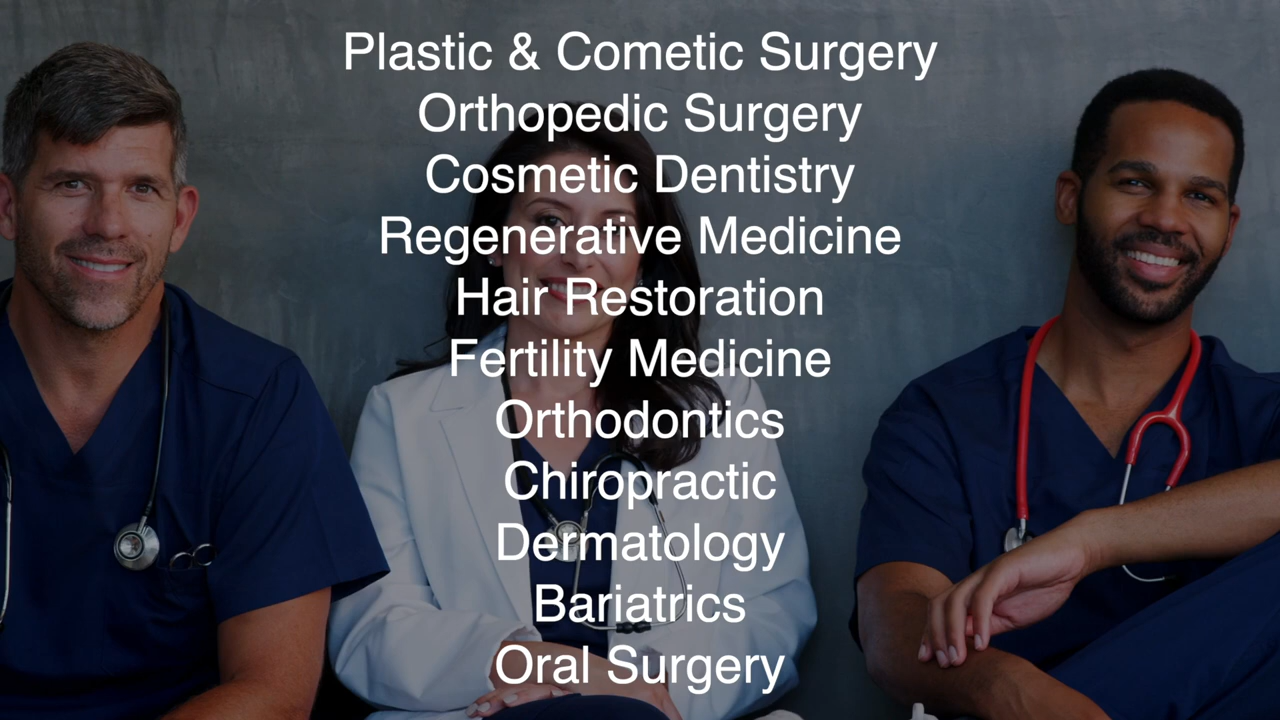 Plastic & Cometic Surgery
Orthopedic Surgery
Cosmetic Dentistry
Regenerative Medicine
Hair Restoration
Fertility Medicine
Orthodontics
Chiropractic
Dermatology
Bariatrics
Oral Surgery